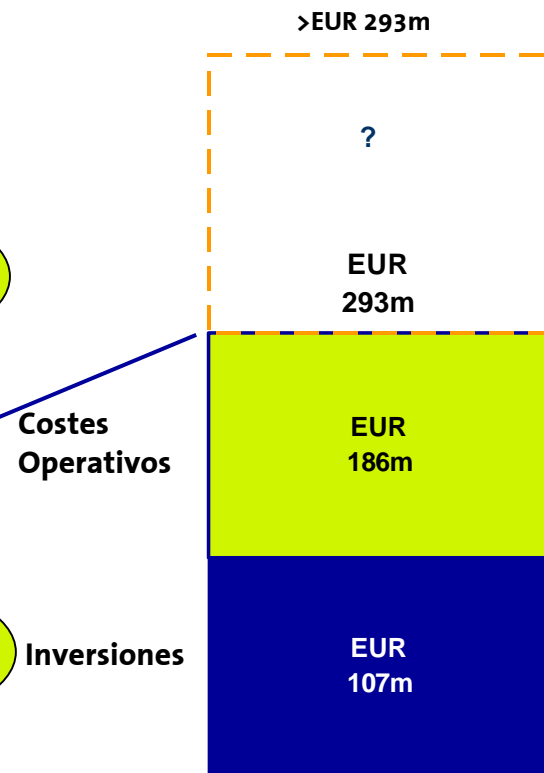 >EUR 293m
?
EUR
293m
Costes
Operativos
EUR
186m
Inversiones
EUR
107m